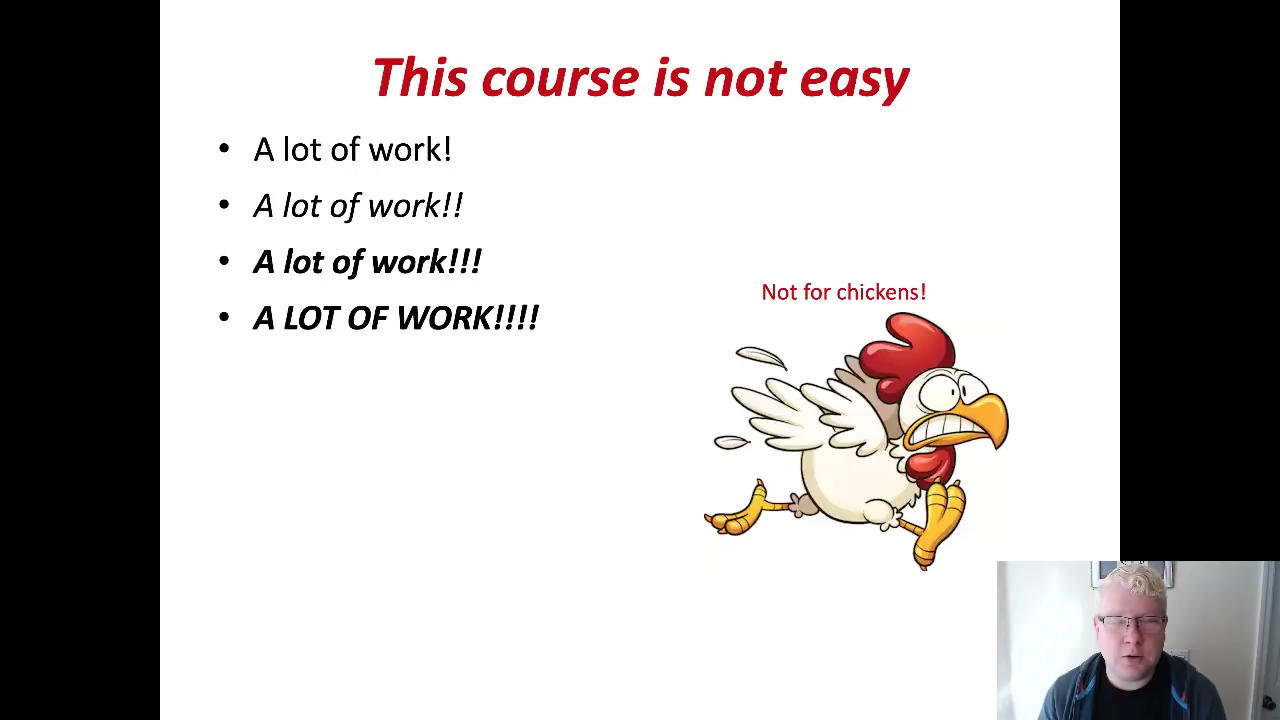 This course is not easy
• A lot of work!
• A lot of work!!
• A lot of work!!!
• A LOT OF WORK!!!!
Not for chickens!